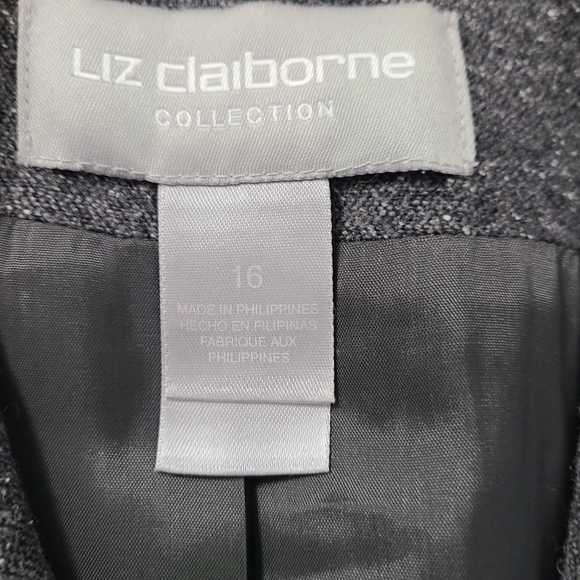 Liz claiborne
COLLECTION
16
MADE IN PHILIPPINES
HECHO EN FILIPINAS
FABRIQUE AUX
PHILIPPINES